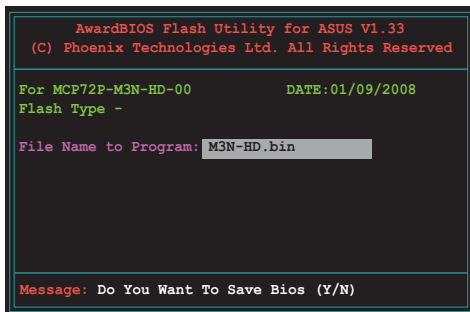 AwardBIOS Flash Utility for ASUS V1.33
(C) Phoenix Technologies Ltd. All Rights Reserved
For MCP72P-M3N-HD-00 DATE:01/09/2008
Flash Type -
File Name to Program: M3N-HD.bin
Message: Do You Want To Save Bios (Y/N)